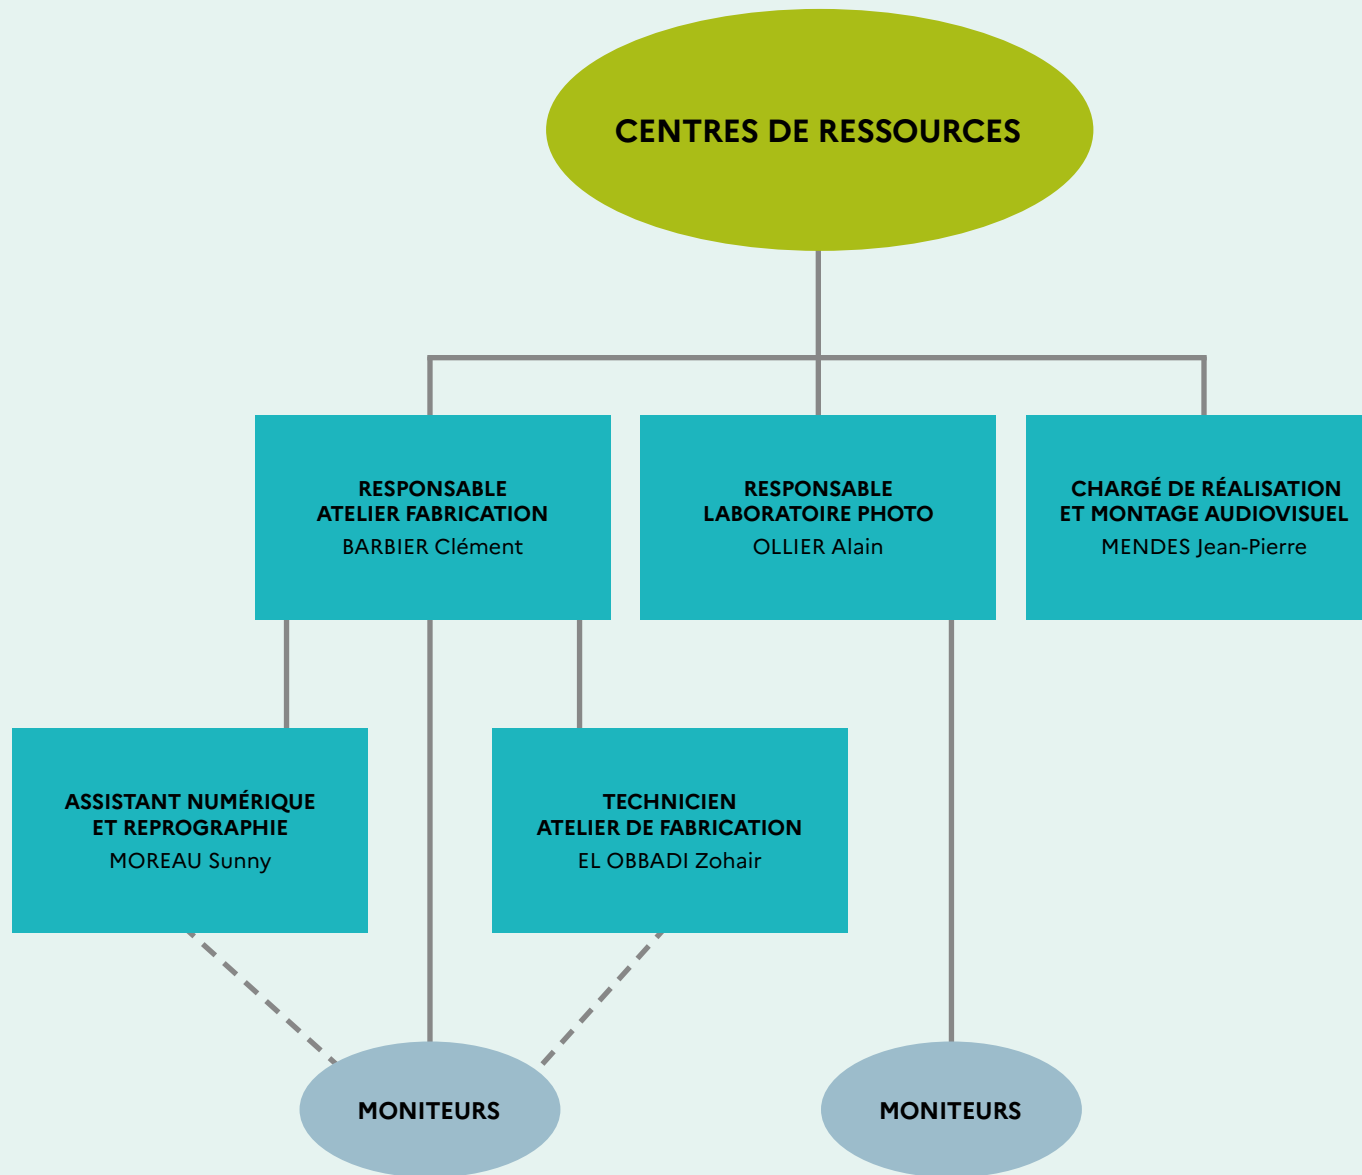 CENTRES DE RESSOURCES
RESPONSABLE
ATELIER FABRICATION
BARBIER Clément
RESPONSABLE
LABORATOIRE PHOTO
OLLIER Alain
CHARGÉ DE RÉALISATION
ET MONTAGE AUDIOVISUEL
MENDES Jean-Pierre
ASSISTANT NUMÉRIQUE
ET REPROGRAPHIE
MOREAU Sunny
TECHNICIEN
ATELIER DE FABRICATION
EL OBBADI Zohair
MONITEURS
MONITEURS